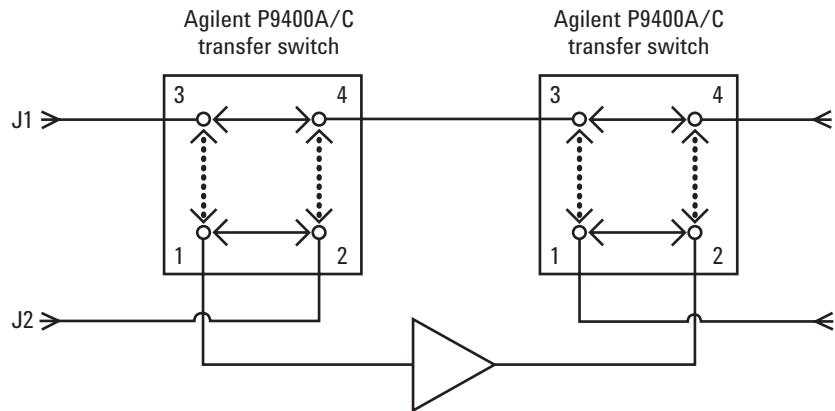 Agilent P9400A/C
transfer switch
Agilent P9400A/C
transfer switch
3
4
3
4
J1
1
2
1
2
J2